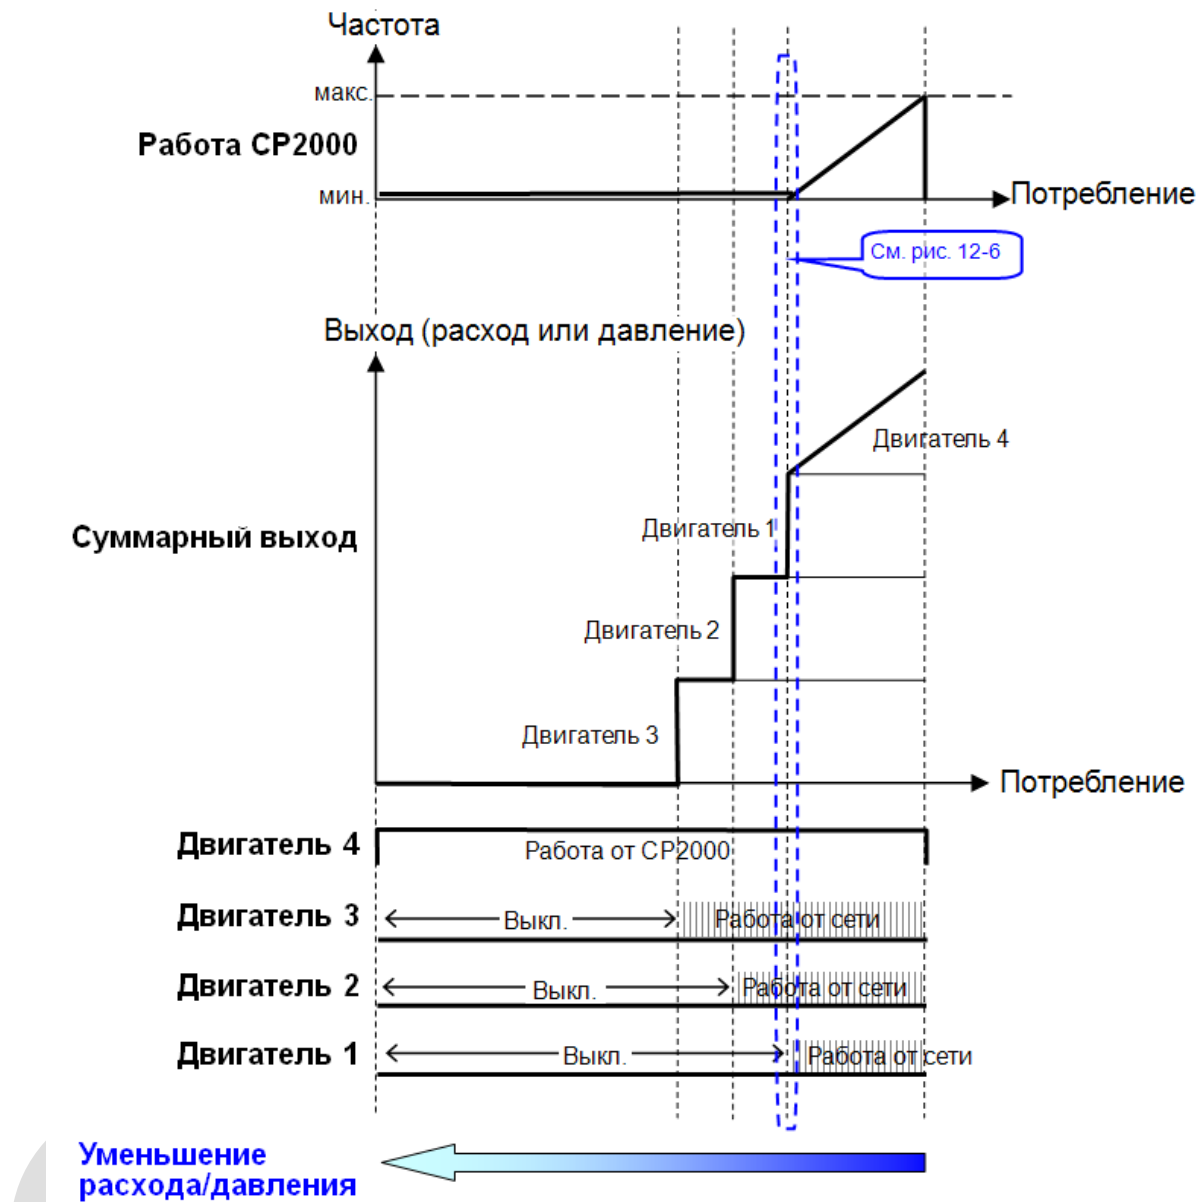 Частота
макс.
Работа CP2000
мин.
Потребление
См. рис. 12-6
Выход (расход или давление)
Двигатель 4
Суммарный выход
Двигатель 1
Двигатель 2
Двигатель 3
Потребление
Двигатель 4
Работа от CP2000
Двигатель 3
Выкл.
Работа от сети
Двигатель 2
Выкл.
Работа от сети
Двигатель 1
Выкл.
Работа от сети
Уменьшение
расхода/давления